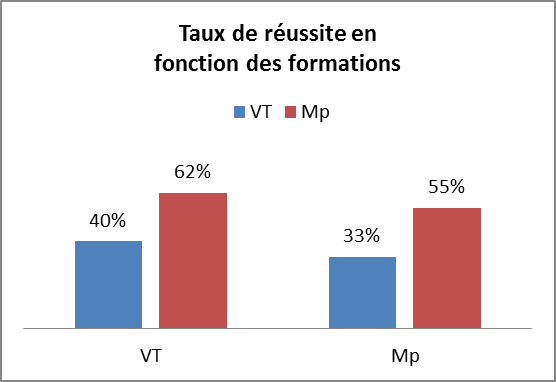 Taux de réussite en
fonction des formations
VT Mp
62%
55%
40%
33%
VT Mp